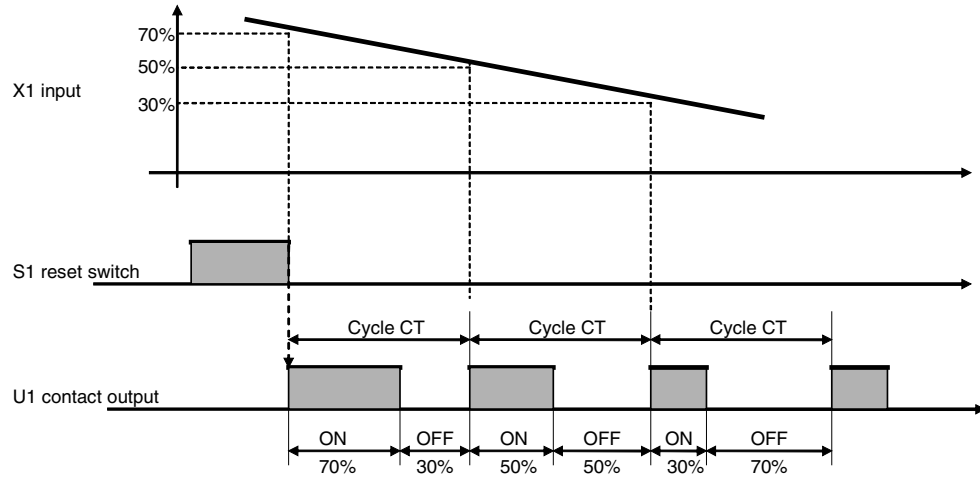 70%
50%
X1 input
30%
S1 reset switch
Cycle CT Cycle CT Cycle CT
U1 contact output
ON OFF ON OFF ON OFF
70% 30% 50% 50% 30% 70%